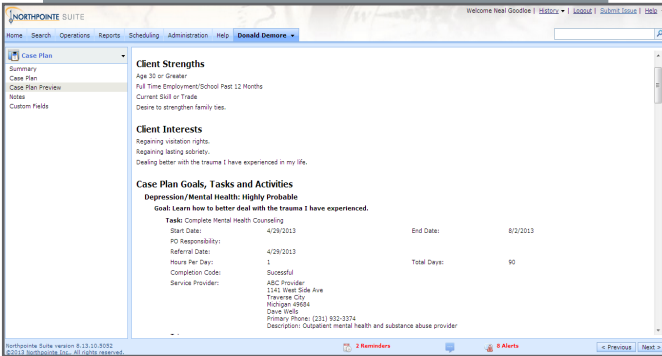 NORTHPOINTE SUITE
Welcome Neal Goodloe | History | Logout | Submit Issue | Help
Home Search Operations Reports Scheduling Administration Help Donald Demore
Case Plan
Summary
Case Plan
Case Plan Preview
Notes
Custom Fields
Client Strengths
Age 30 or Greater
Full Time Employment/School Past 12 Months
Current Skill or Trade
Desire to strengthen family ties.
Client Interests
Regaining visitation rights.
Regaining lasting sobriety.
Dealing better with the trauma I have experienced in my life.
Case Plan Goals, Tasks and Activities
Depression/Mental Health: Highly Probable
Goal: Learn how to better deal with the trauma I have experienced.
Task: Complete Mental Health Counseling
Start Date: 4/29/2013 End Date: 8/2/2013
PO Responsibility:
Referral Date: 4/29/2013
Hours Per Day: 1 Total Days: 90
Completion Code: Sucessful
Service Provider: ABC Provider
1141 West Side Ave
Traverse City
Michigan 49684
Dave Wells
Primary Phone: (231) 932-3374
Description: Outpatient mental health and substance abuse provider
Northpointe Suite version 8.13.10.5032
©2013 Northpointe Inc., All rights reserved.
2 Reminders
8 Alerts
< Previous Next >